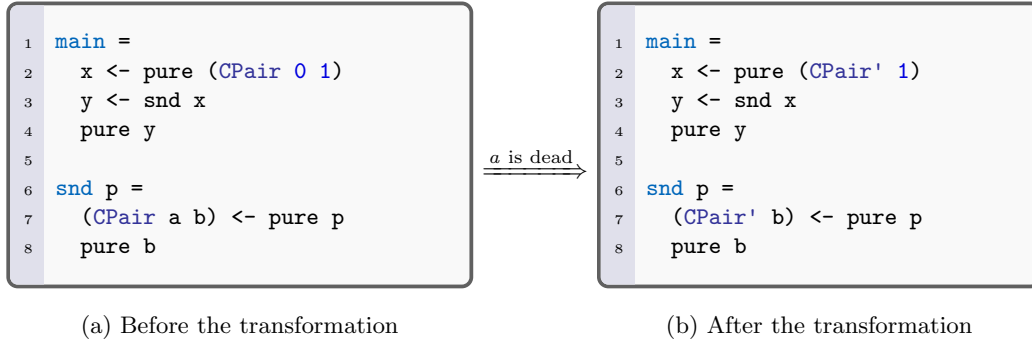 1 main =
2 x <- pure (CPair 0 1)
3 y <- snd x
4 pure y
5
6 snd p =
7 (CPair a b) <- pure p
8 pure b
a is dead
1 main =
2 x <- pure (CPair' 1)
3 y <- snd x
4 pure y
5
6 snd p =
7 (CPair' b) <- pure p
8 pure b
(a) Before the transformation
(b) After the transformation